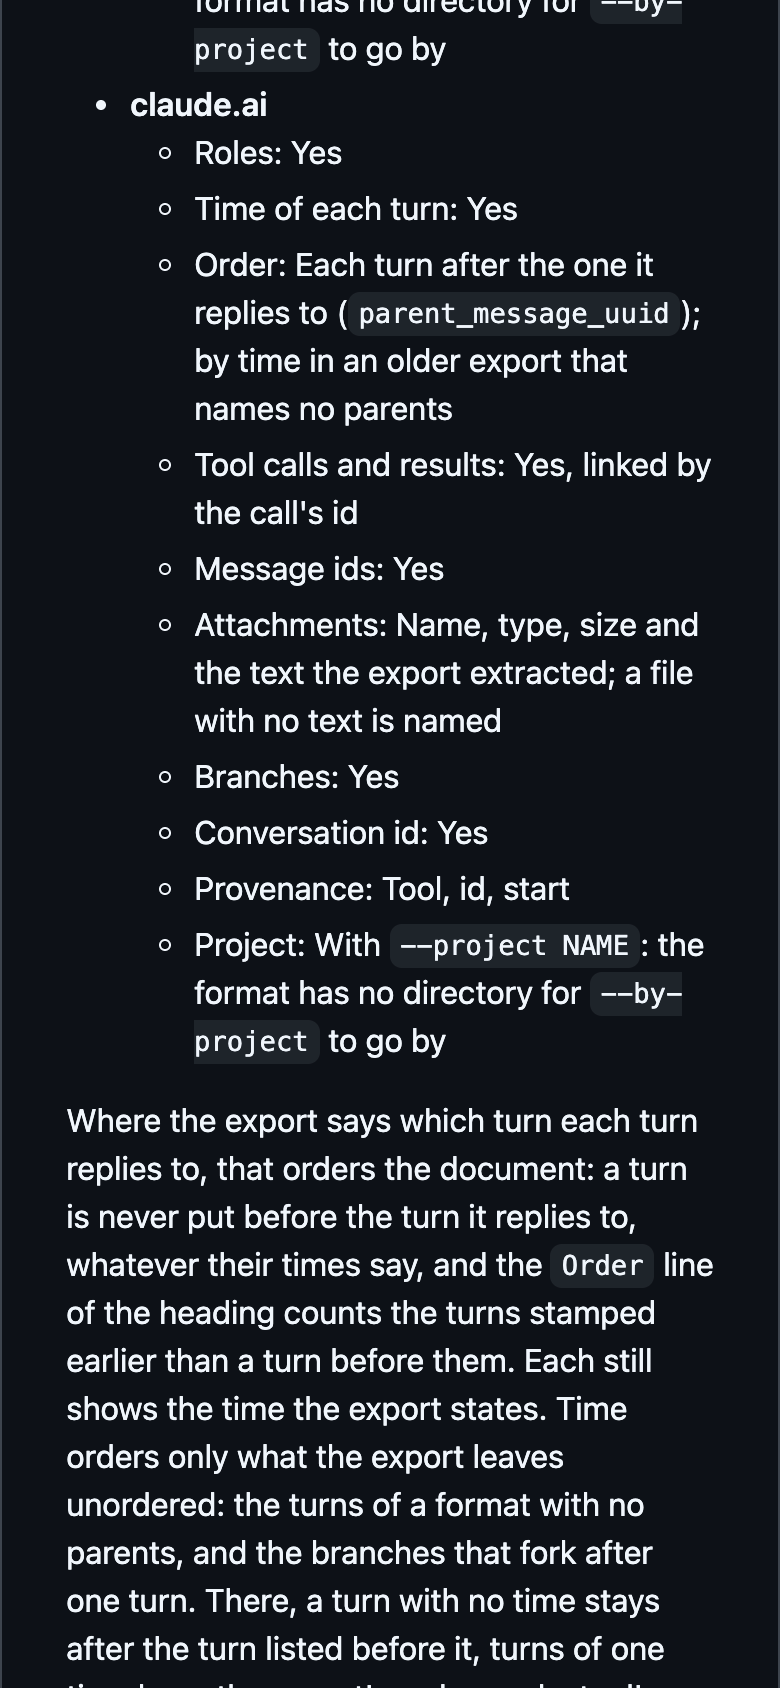 format has no directory for --by-
project to go by
claude.ai
Roles: Yes
Time of each turn: Yes
Order: Each turn after the one it
replies to (parent_message_uuid);
by time in an older export that
names no parents
Tool calls and results: Yes, linked by
the call's id
Message ids: Yes
Attachments: Name, type, size and
the text the export extracted; a file
with no text is named
Branches: Yes
Conversation id: Yes
Provenance: Tool, id, start
Project: With --project NAME: the
format has no directory for --by-
project to go by
Where the export says which turn each turn
replies to, that orders the document: a turn
is never put before the turn it replies to,
whatever their times say, and the Order line
of the heading counts the turns stamped
earlier than a turn before them. Each still
shows the time the export states. Time
orders only what the export leaves
unordered: the turns of a format with no
parents, and the branches that fork after
one turn. There, a turn with no time stays
after the turn listed before it, turns of one